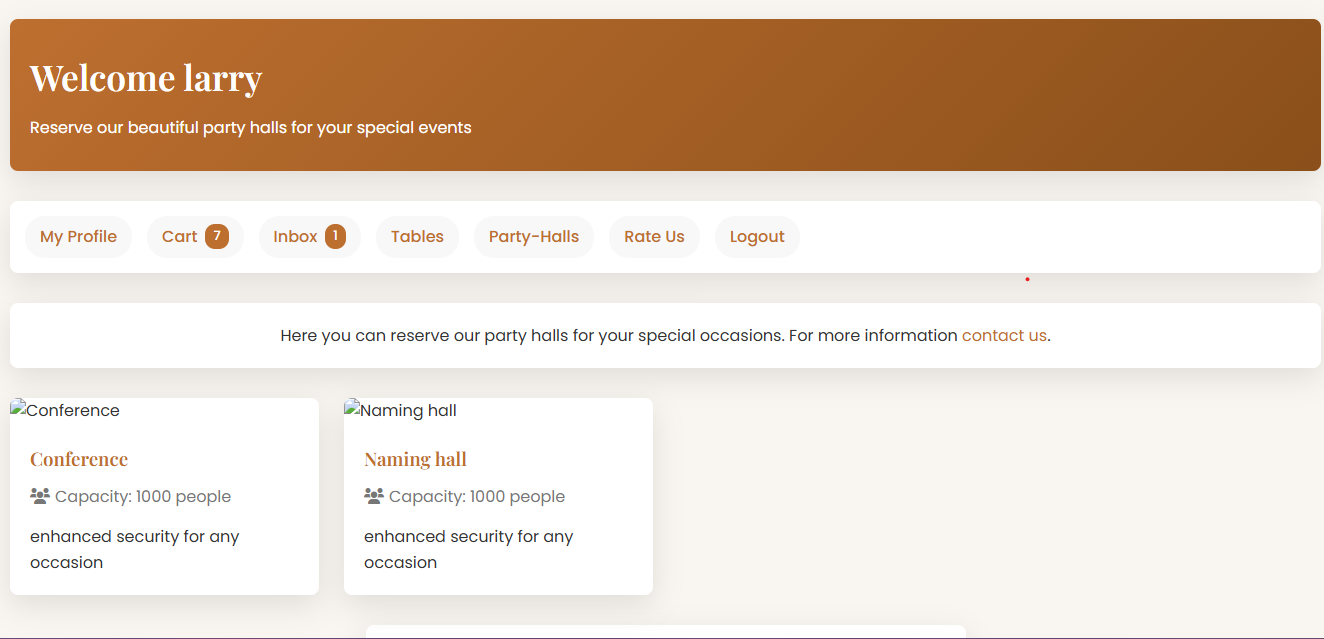 Welcome larry
Reserve our beautiful party halls for your special events
My Profile Cart 7 Inbox 1 Tables Party-Halls Rate Us Logout
Here you can reserve our party halls for your special occasions. For more information contact us.
Conference
Conference
Capacity: 1000 people
enhanced security for any
occasion
Naming hall
Naming hall
Capacity: 1000 people
enhanced security for any
occasion